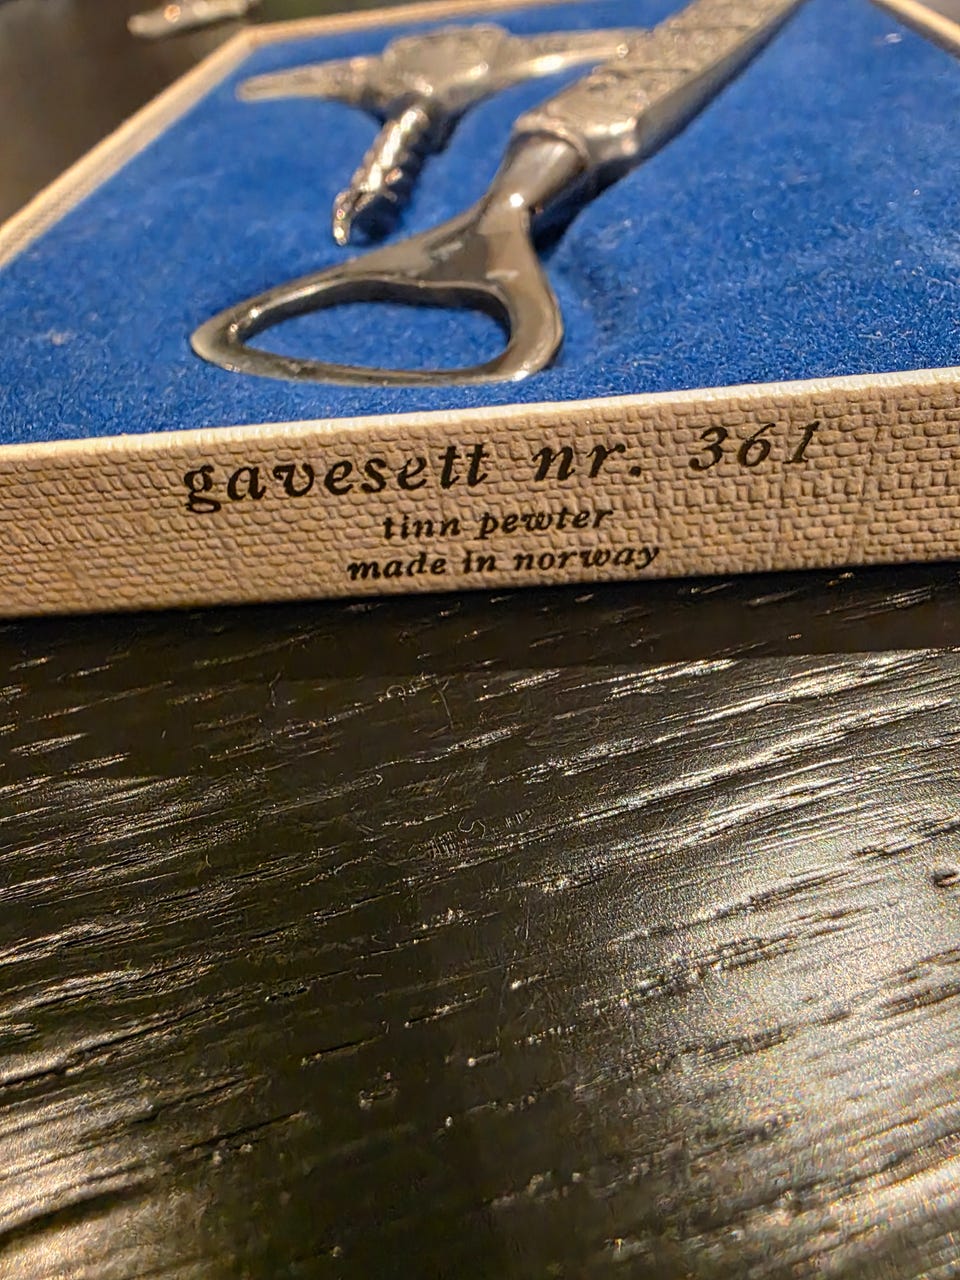 gavesett nr. 361
tinn pewter
made in norway